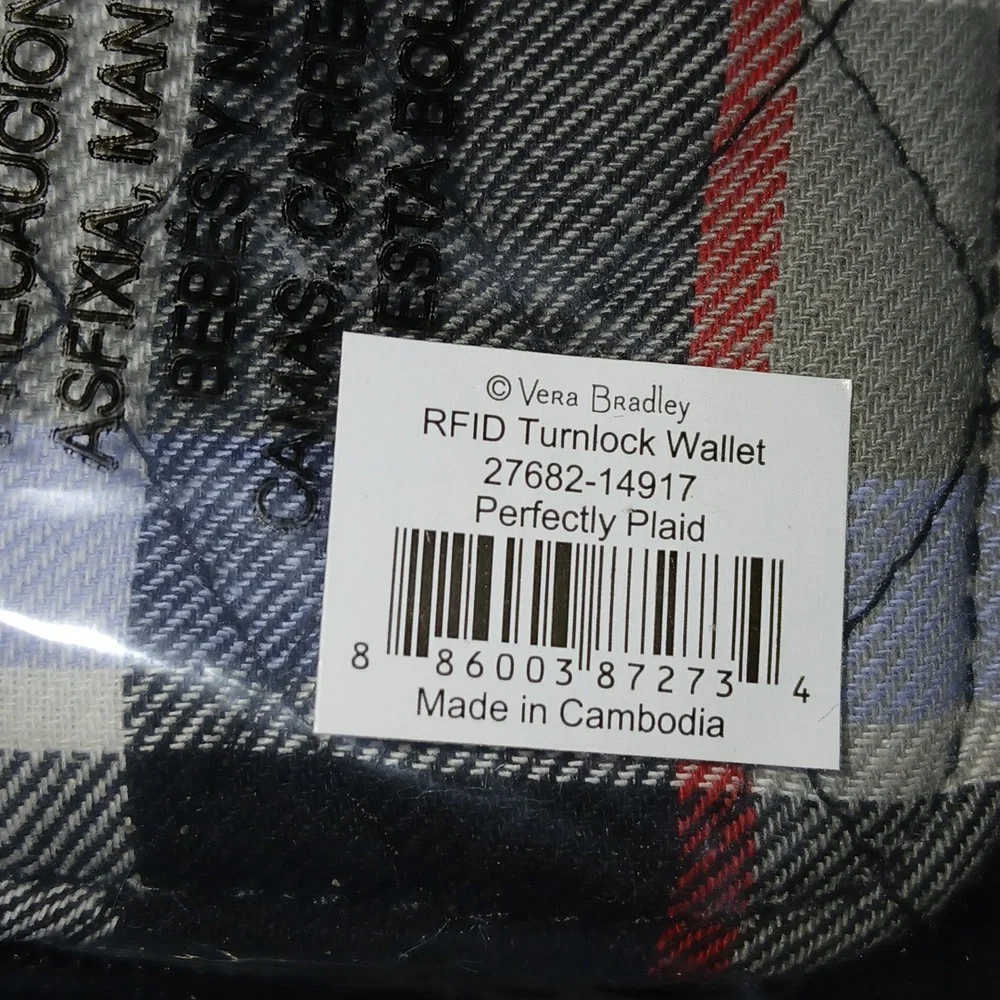 ECAUCION
ASFIXIA, MAN
BEBÉS Y NI
CAMAS, CARRE
ESTA BOL
© VERA BRADLEY
RFID Turnlock Wallet
27682-14917
Perfectly Plaid
8 86003 87273 4
Made in Cambodia